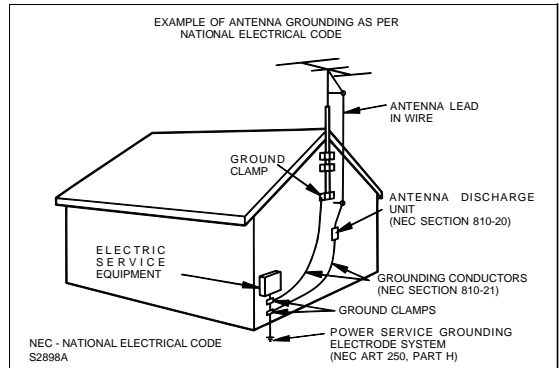 EXAMPLE OF ANTENNA GROUNDING AS PER
NATIONAL ELECTRICAL CODE
ANTENNA LEAD
IN WIRE
GROUND
CLAMP
ANTENNA DISCHARGE
UNIT
(NEC SECTION 810-20)
ELECTRIC
SERVICE
EQUIPMENT
GROUNDING CONDUCTORS
(NEC SECTION 810-21)
GROUND CLAMPS
POWER SERVICE GROUNDING
ELECTRODE SYSTEM
(NEC ART 250, PART H)
NEC - NATIONAL ELECTRICAL CODE
S2898A